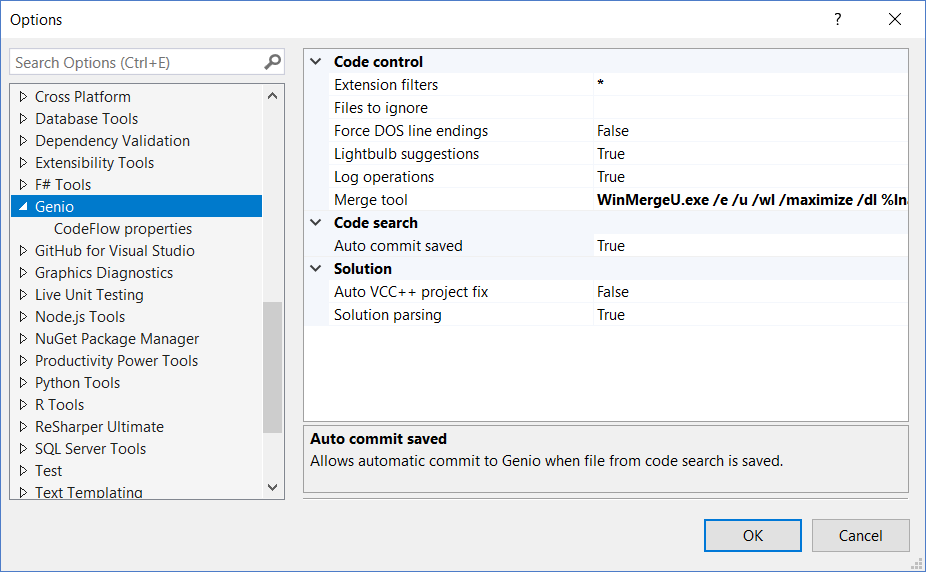 Options
?
Search Options (Ctrl+E)
Cross Platform
Database Tools
Dependency Validation
Extensibility Tools
F# Tools
Genio
CodeFlow properties
GitHub for Visual Studio
Graphics Diagnostics
Live Unit Testing
Node.js Tools
NuGet Package Manager
Productivity Power Tools
Python Tools
R Tools
ReSharper Ultimate
SQL Server Tools
Test
Text Templating
Code control
Extension filters *
Files to ignore
Force DOS line endings False
Lightbulb suggestions True
Log operations True
Merge tool WinMergeU.exe /e /u /wl /maximize /dl
Code search
Auto commit saved True
Solution
Auto VCC++ project fix False
Solution parsing True
Auto commit saved
Allows automatic commit to Genio when file from code search is saved.
OK Cancel